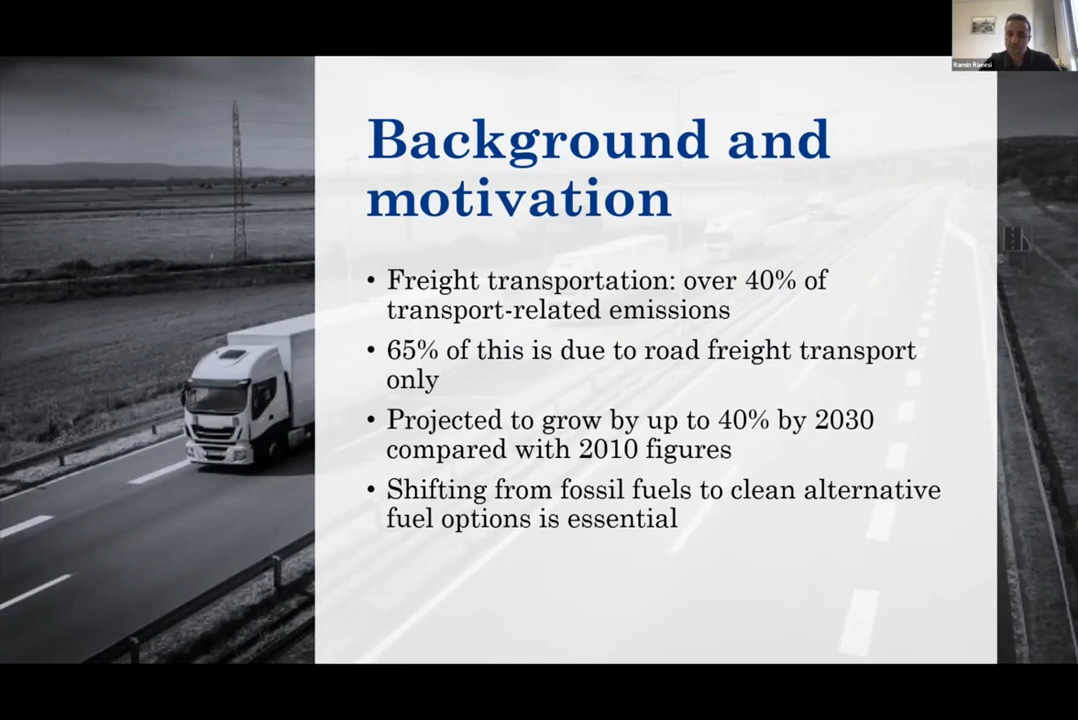 Ramin Raeesi
Background and
motivation
• Freight transportation: over 40% of
transport-related emissions
• 65% of this is due to road freight transport
only
• Projected to grow by up to 40% by 2030
compared with 2010 figures
• Shifting from fossil fuels to clean alternative
fuel options is essential